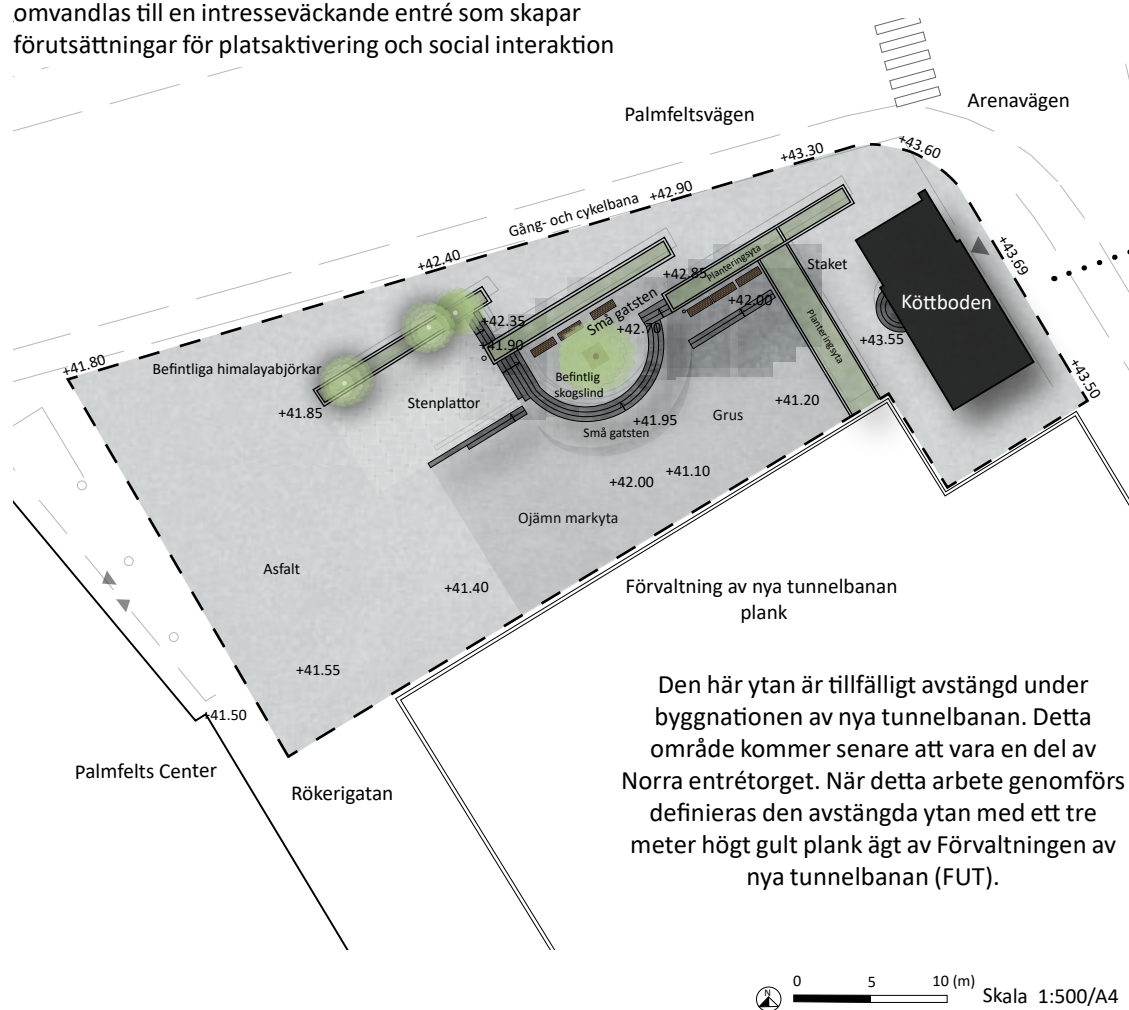 omvandlas till en intresseväckande entré som skapar
förutsättningar för platsaktivering och social interaktion
Palmfeltsvägen
Arenavägen
+43.30
+43.60
Gång- och cykelbana
+42.90
+42.40
+43.69
+42.85
Planteringsyta
Staket
Köttboden
+42.00
Små gatsten
+42.35
+42.70
+41.90
+43.55
+41.80
Befintliga himalayabjörkar
Planteringsyta
Befintlig
skogslind
+43.50
Stenplattor
+41.85
+41.95
Grus
+41.20
Små gatsten
+42.00
+41.10
Ojämn markyta
Asfalt
+41.40
Förvaltning av nya tunnelbanan
plank
+41.55
+41.50
Palmfelts Center
Rökerigatan
Den här ytan är tillfälligt avstängd under
byggnationen av nya tunnelbanan. Detta
område kommer senare att vara en del av
Norra entrétorget. När detta arbete genomförs
definieras den avstängda ytan med ett tre
meter högt gult plank ägt av Förvaltningen av
nya tunnelbanan (FUT).
N
0 5 10 (m)
Skala 1:500/A4